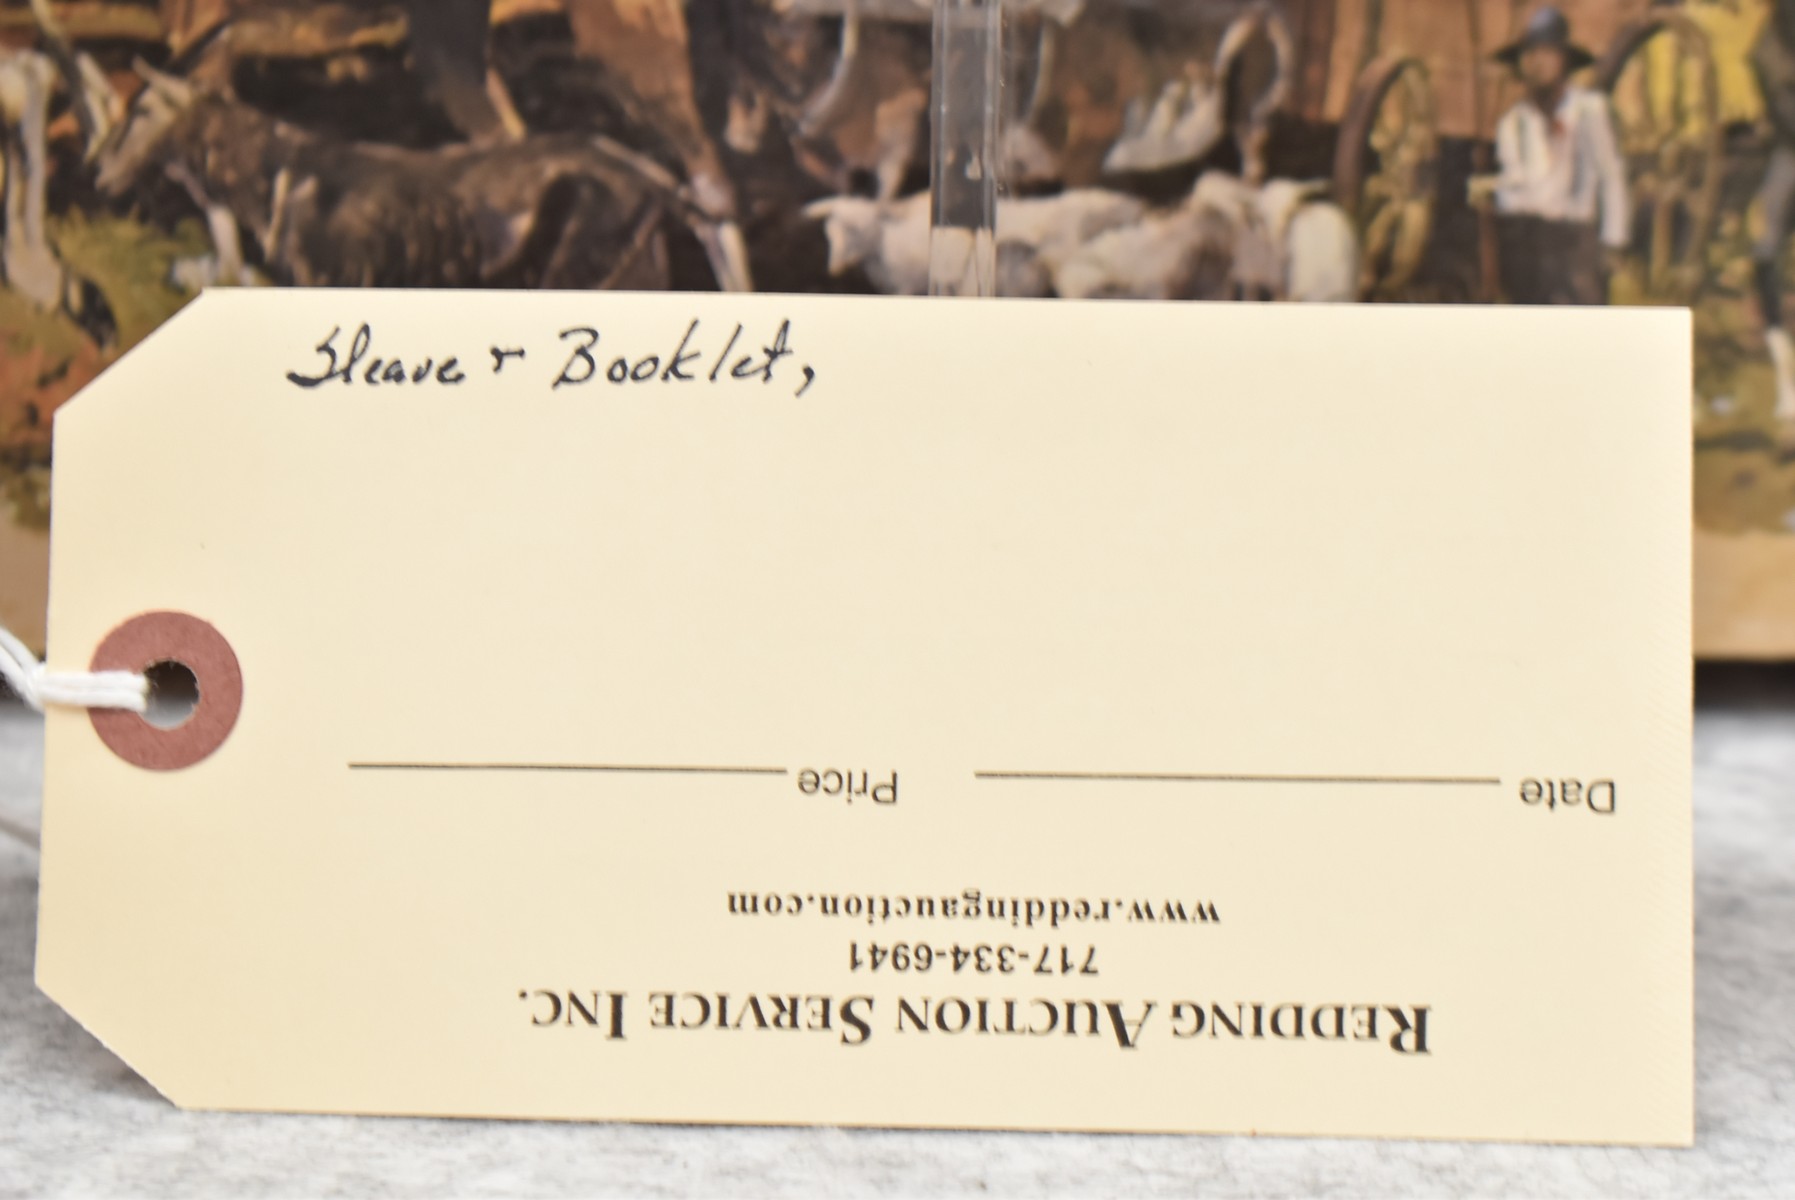 Sleave + Booklet,
Price
Date
www.reddingauction.com
717-334-6941
REDDING AUCTION SERVICE INC.